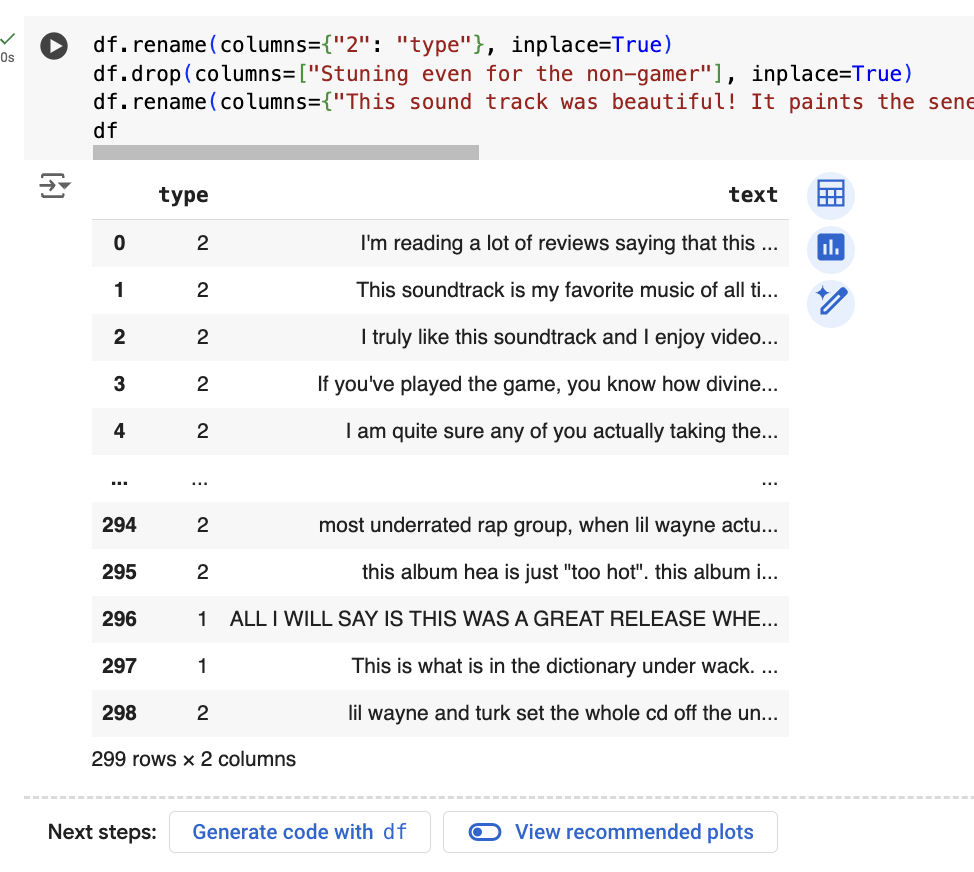 df.rename(columns={"2": "type"}, inplace=True)
0s
df.drop(columns=["Stuning even for the non-gamer"], inplace=True)
df.rename(columns={"This sound track was beautiful! It paints the sene
df
type text
0 2 I'm reading a lot of reviews saying that this ...
1 2 This soundtrack is my favorite music of all ti...
2 2 I truly like this soundtrack and I enjoy video...
3 2 If you've played the game, you know how divine...
4 2 I am quite sure any of you actually taking the...
... ... ...
294 2 most underrated rap group, when lil wayne actu...
295 2 this album hea is just "too hot". this album i...
296 1 ALL I WILL SAY IS THIS WAS A GREAT RELEASE WHE...
297 1 This is what is in the dictionary under wack. ...
298 2 lil wayne and turk set the whole cd off the un...
299 rows × 2 columns
Next steps: Generate code with df View recommended plots